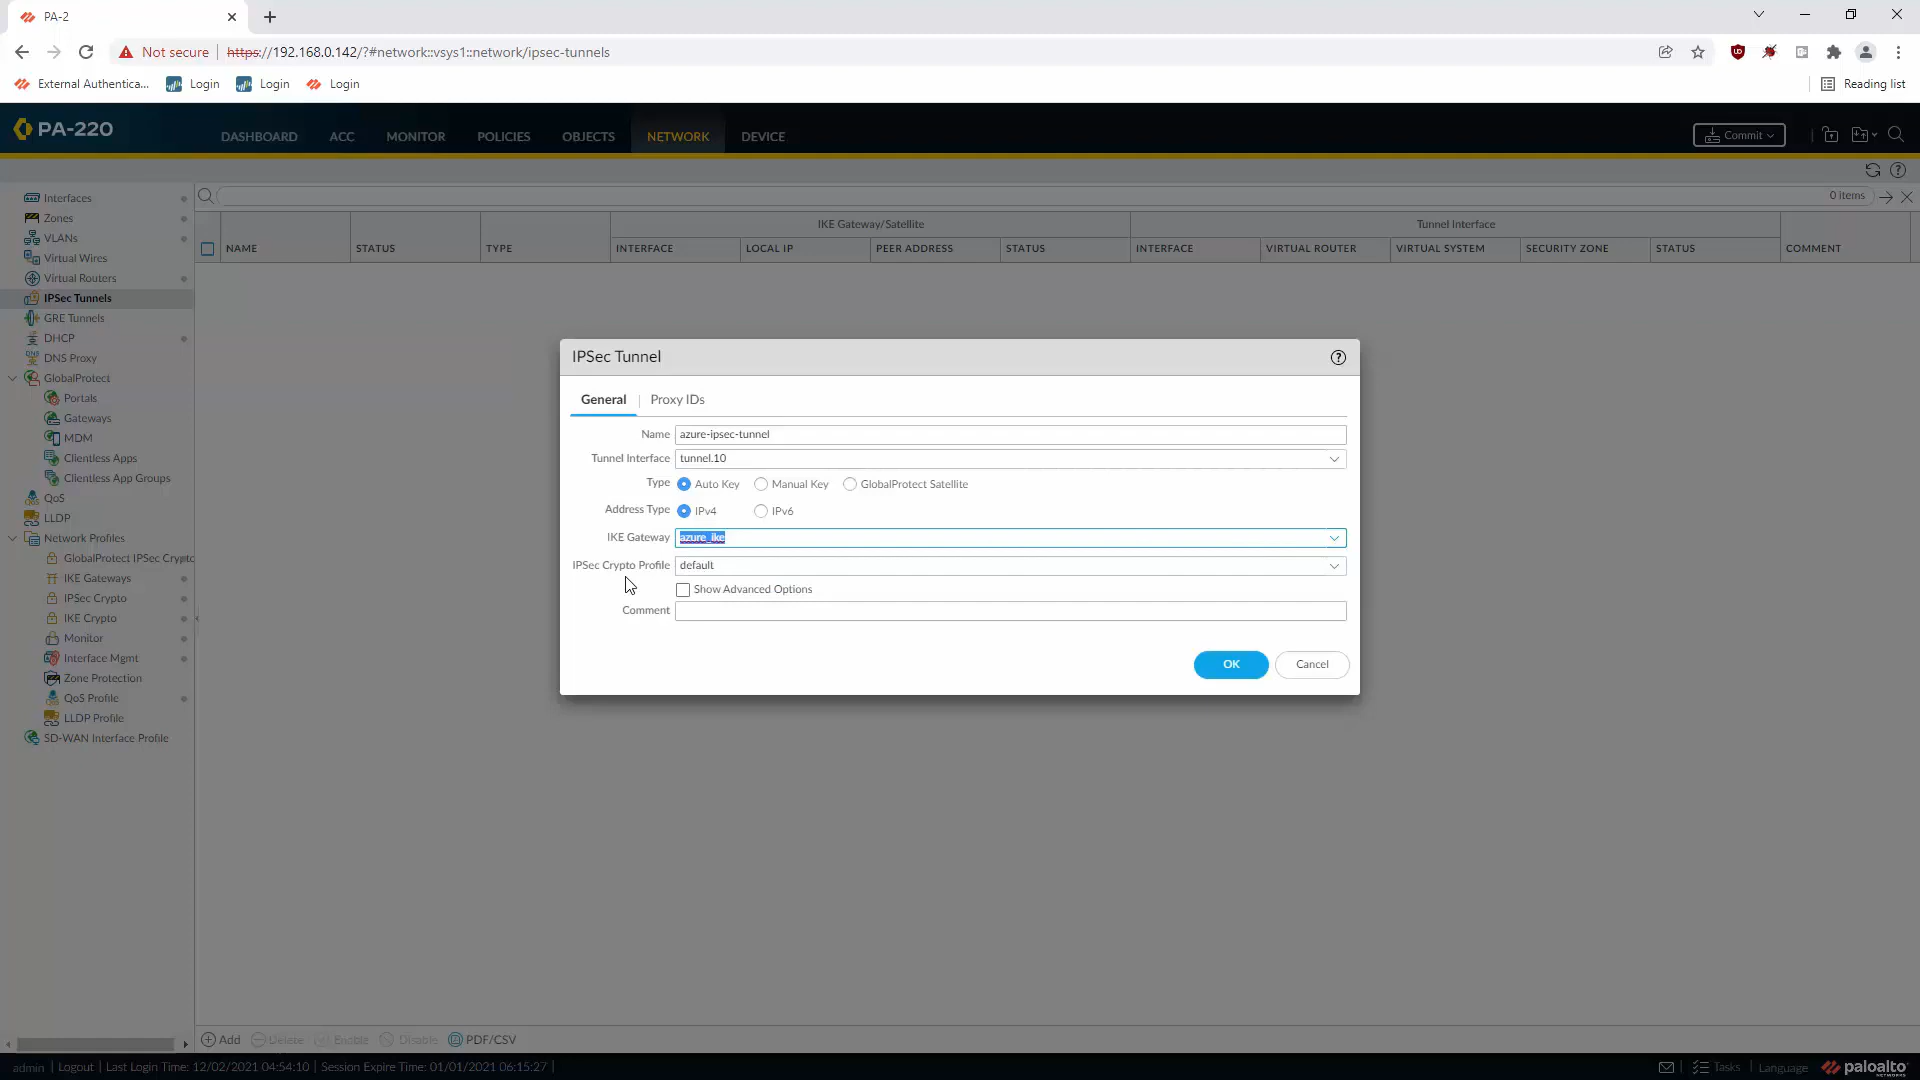 PA-2
Not secure | https://192.168.0.142/?#network::vsys1::network/ipsec-tunnels
External Authentica... Login Login Login Reading list
PA-220
DASHBOARD ACC MONITOR POLICIES OBJECTS NETWORK DEVICE Commit
0 items
Interfaces
Zones
VLANs
Virtual Wires
Virtual Routers
IPSec Tunnels
GRE Tunnels
DHCP
DNS Proxy
GlobalProtect
Portals
Gateways
MDM
Clientless Apps
Clientless App Groups
QoS
LLDP
Network Profiles
GlobalProtect IPSec Crypto
IKE Gateways
IPSec Crypto
IKE Crypto
Monitor
Interface Mgmt
Zone Protection
QoS Profile
LLDP Profile
SD-WAN Interface Profile
IKE Gateway/Satellite Tunnel Interface
NAME STATUS TYPE INTERFACE LOCAL IP PEER ADDRESS STATUS INTERFACE VIRTUAL ROUTER VIRTUAL SYSTEM SECURITY ZONE STATUS COMMENT
IPSec Tunnel
General | Proxy IDs
Name azure-ipsec-tunnel
Tunnel Interface tunnel.10
Type Auto Key Manual Key GlobalProtect Satellite
Address Type IPv4 IPv6
IKE Gateway azure_ike
IPSec Crypto Profile default
Show Advanced Options
Comment
OK Cancel
Add Delete Enable Disable PDF/CSV
admin | Logout | Last Login Time: 12/02/2021 04:54:10 | Session Expire Time: 01/01/2021 06:15:27 | Tasks | Language paloalto NETWORKS